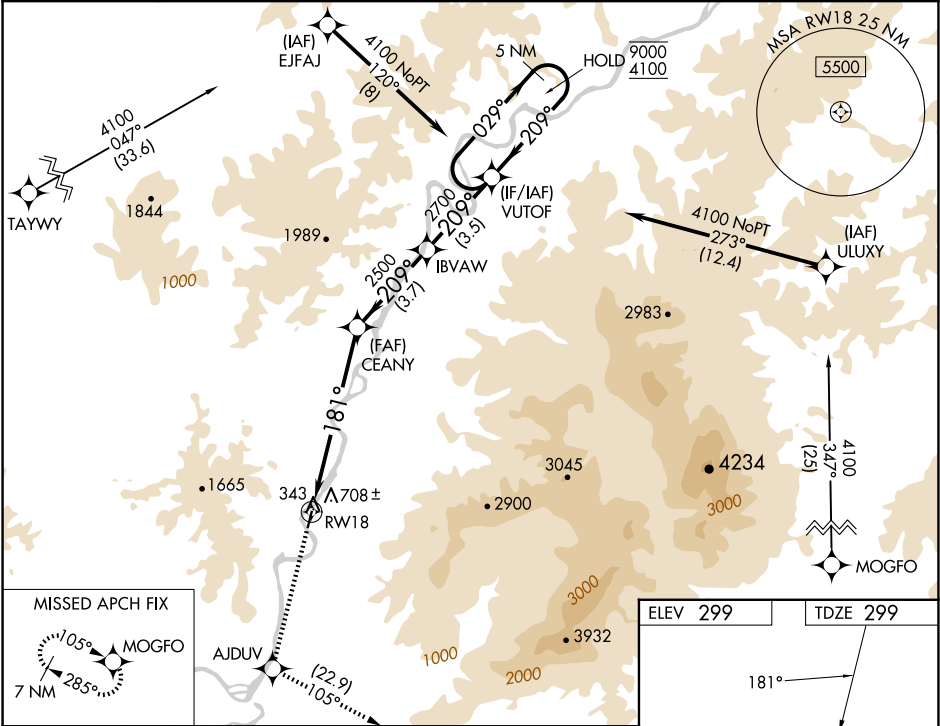 (IAF)
EJFAJ
4100 NoPT
120°
(8)
5 NM
HOLD
9000
4100
MSA RW18 25 NM
5500
029°
209°
4100
047°
(33.6)
TAYWY
1844
1989
1000
(IF/IAF)
VUTOF
2700
209°
(3.5)
IBVAW
2500
209°
(3.7)
4100 NoPT
273°
(12.4)
(IAF)
ULUXY
2983
(FAF)
CEANY
181°
4100
347°
(25)
1665
343
708 ±
RW18
3045
2900
4234
3000
MOGFO
3000
3932
1000
2000
MISSED APCH FIX
105°
MOGFO
7 NM
285°
AJDUV
(22.9)
105°
ELEV 299
TDZE 299
181°